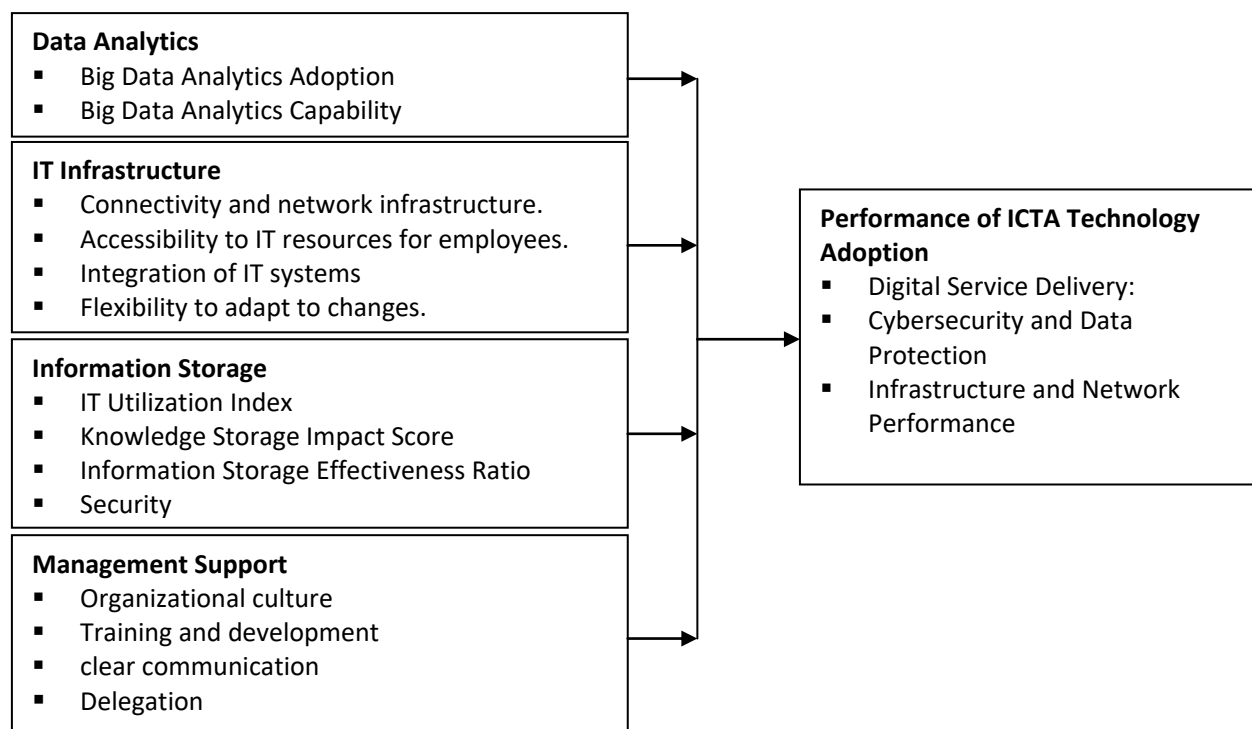 Data Analytics
▪ Big Data Analytics Adoption
▪ Big Data Analytics Capability
IT Infrastructure
▪ Connectivity and network infrastructure.
▪ Accessibility to IT resources for employees.
▪ Integration of IT systems
▪ Flexibility to adapt to changes.
Information Storage
▪ IT Utilization Index
▪ Knowledge Storage Impact Score
▪ Information Storage Effectiveness Ratio
▪ Security
Management Support
▪ Organizational culture
▪ Training and development
▪ clear communication
▪ Delegation
Performance of ICTA Technology
Adoption
▪ Digital Service Delivery:
▪ Cybersecurity and Data
Protection
▪ Infrastructure and Network
Performance